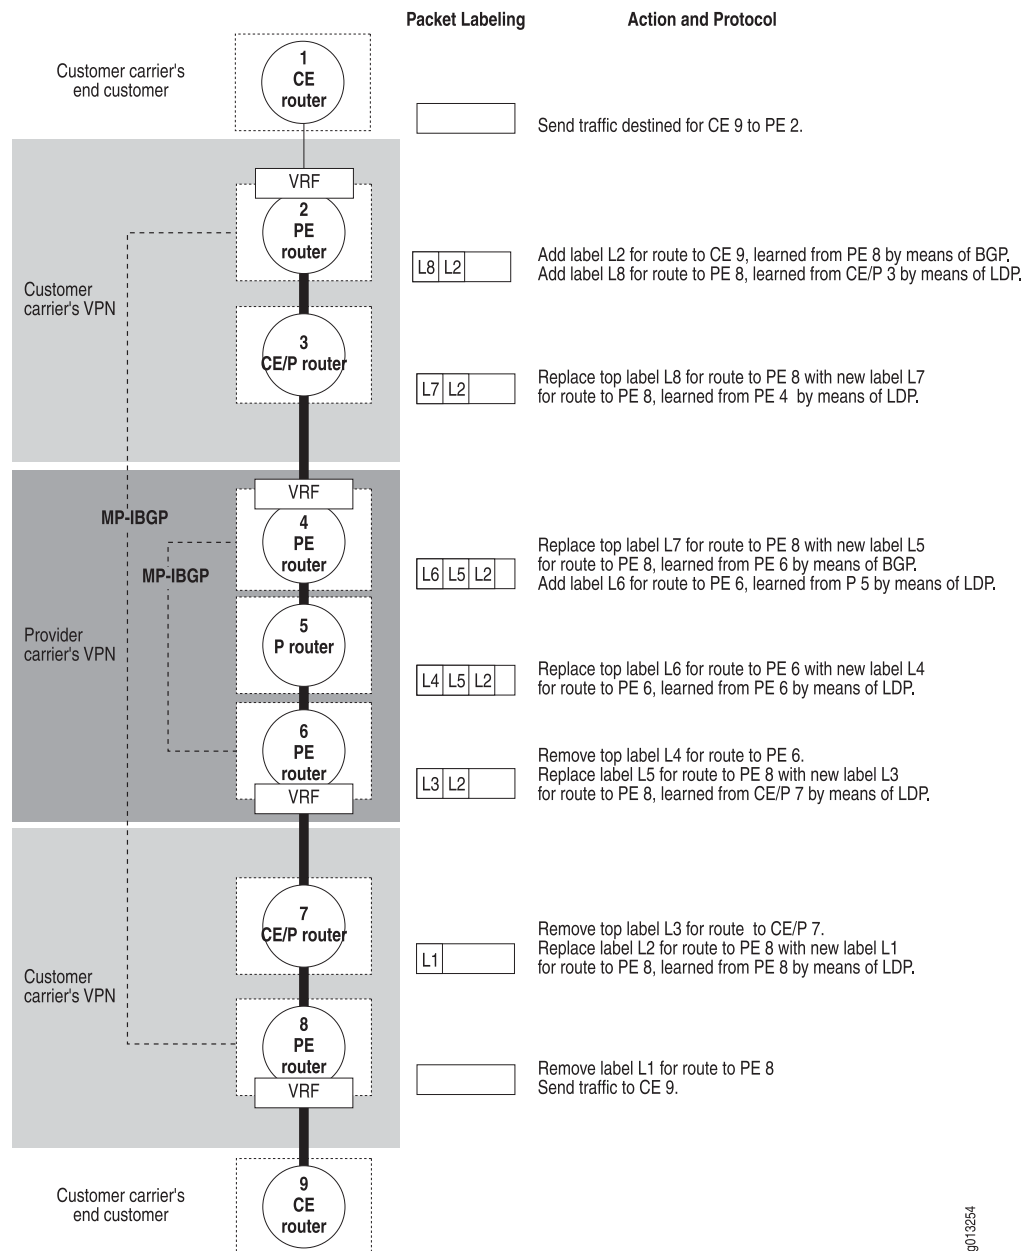 Packet Labeling
Action and Protocol
Customer carrier's
end customer
1
CE
router
Send traffic destined for CE 9 to PE 2.
VRF
2
PE
router
L8 L2
Add label L2 for route to CE 9, learned from PE 8 by means of BGP.
Add label L8 for route to PE 8, learned from CE/P 3 by means of LDP.
Customer
carrier's VPN
3
CE/P router
L7 L2
Replace top label L8 for route to PE 8 with new label L7
for route to PE 8, learned from PE 4 by means of LDP.
VRF
MP-IBGP
4
PE
router
MP-IBGP
L6 L5 L2
Replace top label L7 for route to PE 8 with new label L5
for route to PE 8, learned from PE 6 by means of BGP.
Add label L6 for route to PE 6, learned from P 5 by means of LDP.
Provider
carrier's VPN
5
P router
L4 L5 L2
Replace top label L6 for route to PE 6 with new label L4
for route to PE 6, learned from PE 6 by means of LDP.
6
PE
router
VRF
L3 L2
Remove top label L4 for route to PE 6.
Replace label L5 for route to PE 8 with new label L3
for route to PE 8, learned from CE/P 7 by means of LDP.
7
CE/P router
L1
Remove top label L3 for route to CE/P 7.
Replace label L2 for route to PE 8 with new label L1
for route to PE 8, learned from PE 8 by means of LDP.
Customer
carrier's VPN
8
PE
router
VRF
Remove label L1 for route to PE 8
Send traffic to CE 9.
Customer carrier's
end customer
9
CE
router
g013254